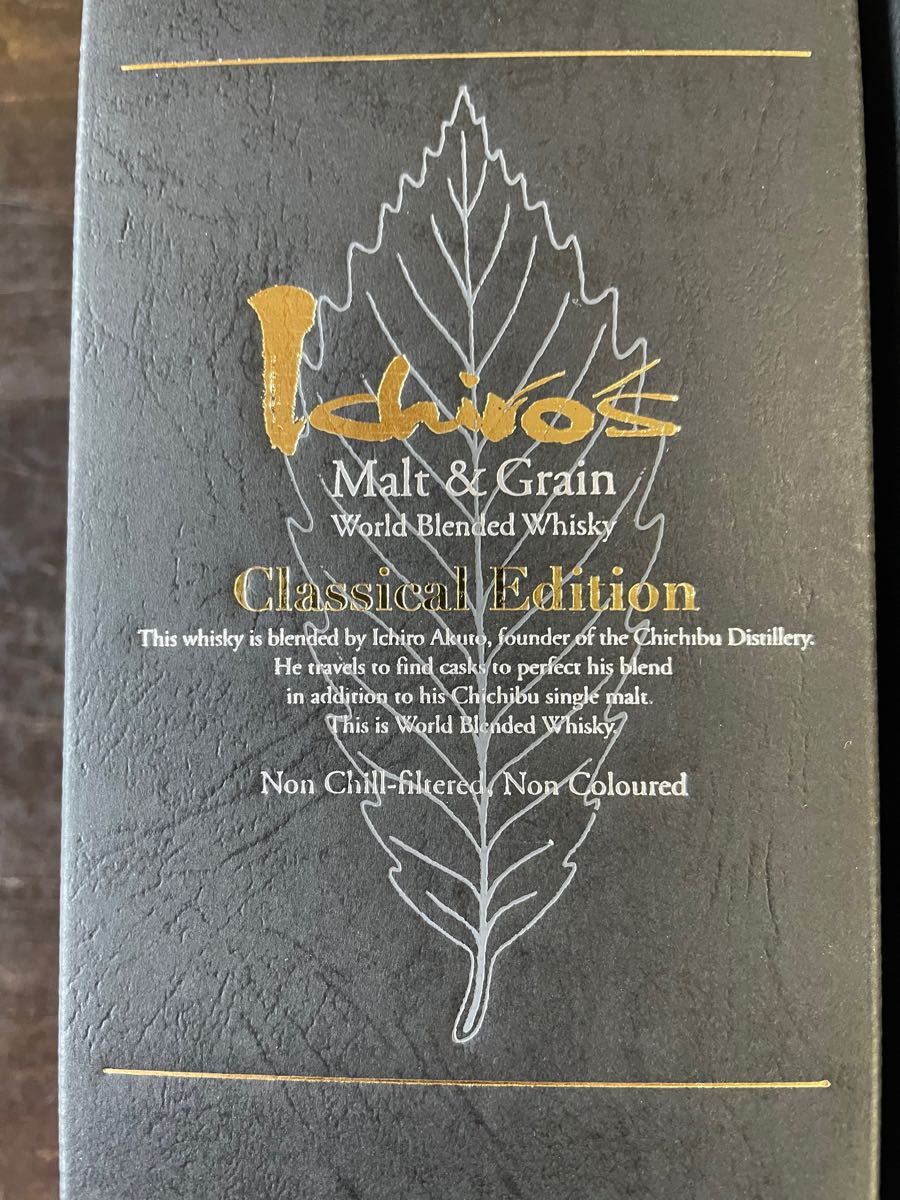 Ichiro's
Malt & Grain
World Blended Whisky
Classical Edition
This whisky is blended by Ichiro Akuto, founder of the Chichibu Distillery.
He travels to find casks to perfect his blend
in addition to his Chichibu single malt.
This is World Blended Whisky.
Non Chill-filtered, Non Coloured